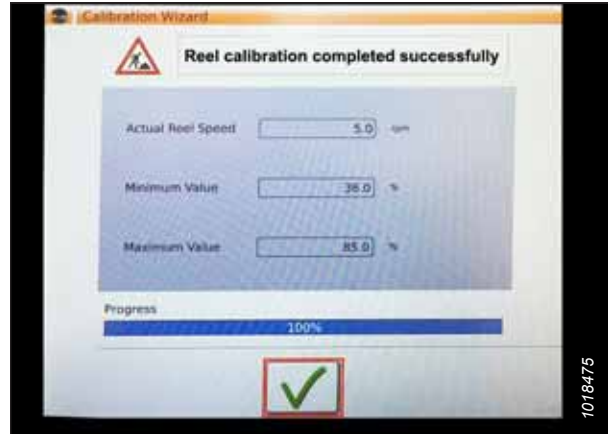 Calibration Wizard
Reel calibration completed successfully
Actual Reel Speed 5.0 rpm
Minimum Value 36.0 %
Maximum Value 85.0 %
Progress
100%
1018475